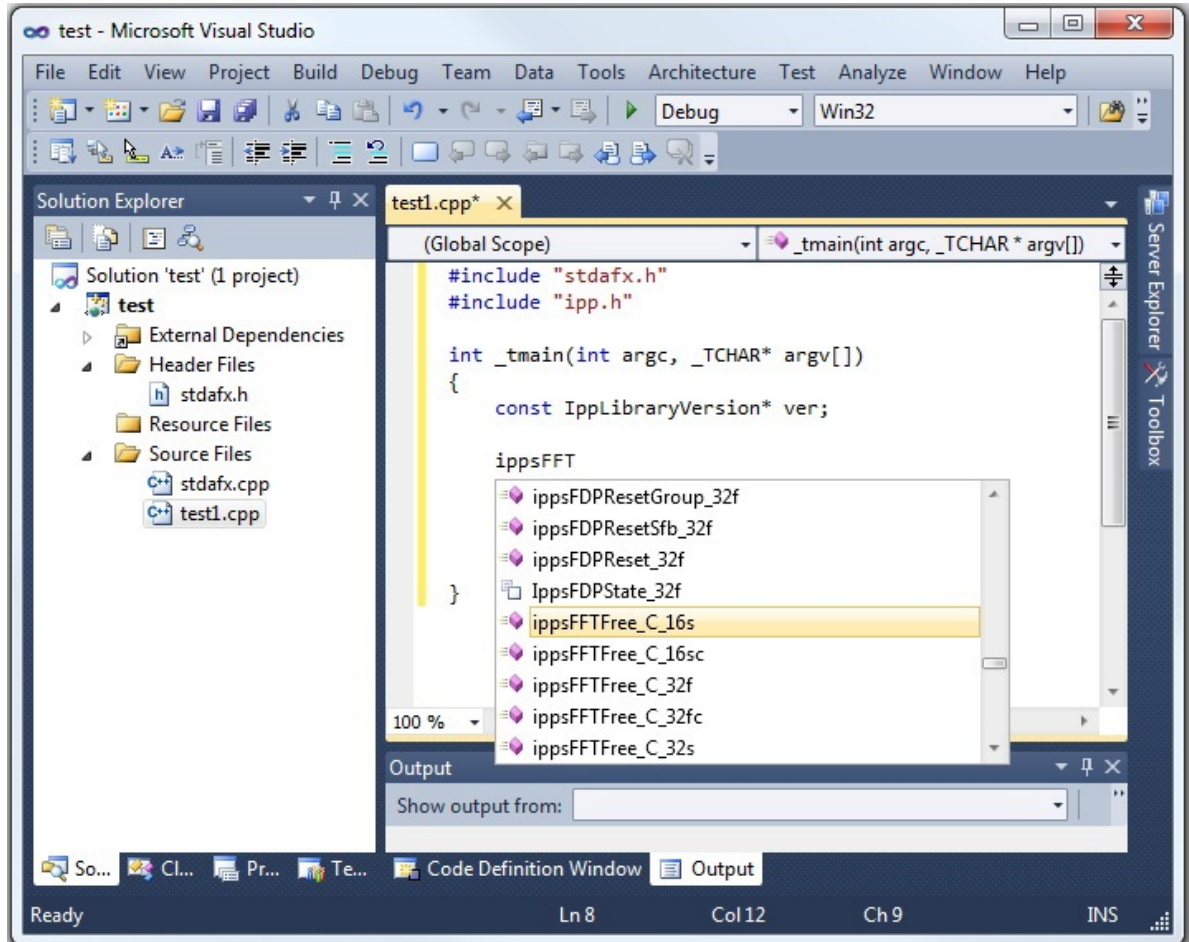 test - Microsoft Visual Studio
File Edit View Project Build Debug Team Data Tools Architecture Test Analyze Window Help
Debug Win32
Solution Explorer
Solution 'test' (1 project)
test
External Dependencies
Header Files
stdafx.h
Resource Files
Source Files
stdafx.cpp
test1.cpp
test1.cpp*
(Global Scope) _tmain(int argc, _TCHAR * argv[])
#include "stdafx.h"
#include "ipp.h"
int _tmain(int argc, _TCHAR* argv[])
{
const IppLibraryVersion* ver;
ippsFFT
ippsFDPResetGroup_32f
ippsFDPResetSfb_32f
ippsFDPReset_32f
IppsFDPState_32f
ippsFFTFree_C_16s
ippsFFTFree_C_16sc
ippsFFTFree_C_32f
ippsFFTFree_C_32fc
ippsFFTFree_C_32s
}
100 %
Server Explorer
Toolbox
Output
Show output from:
So... Cl... Pr... Te... Code Definition Window Output
Ready Ln 8 Col 12 Ch 9 INS